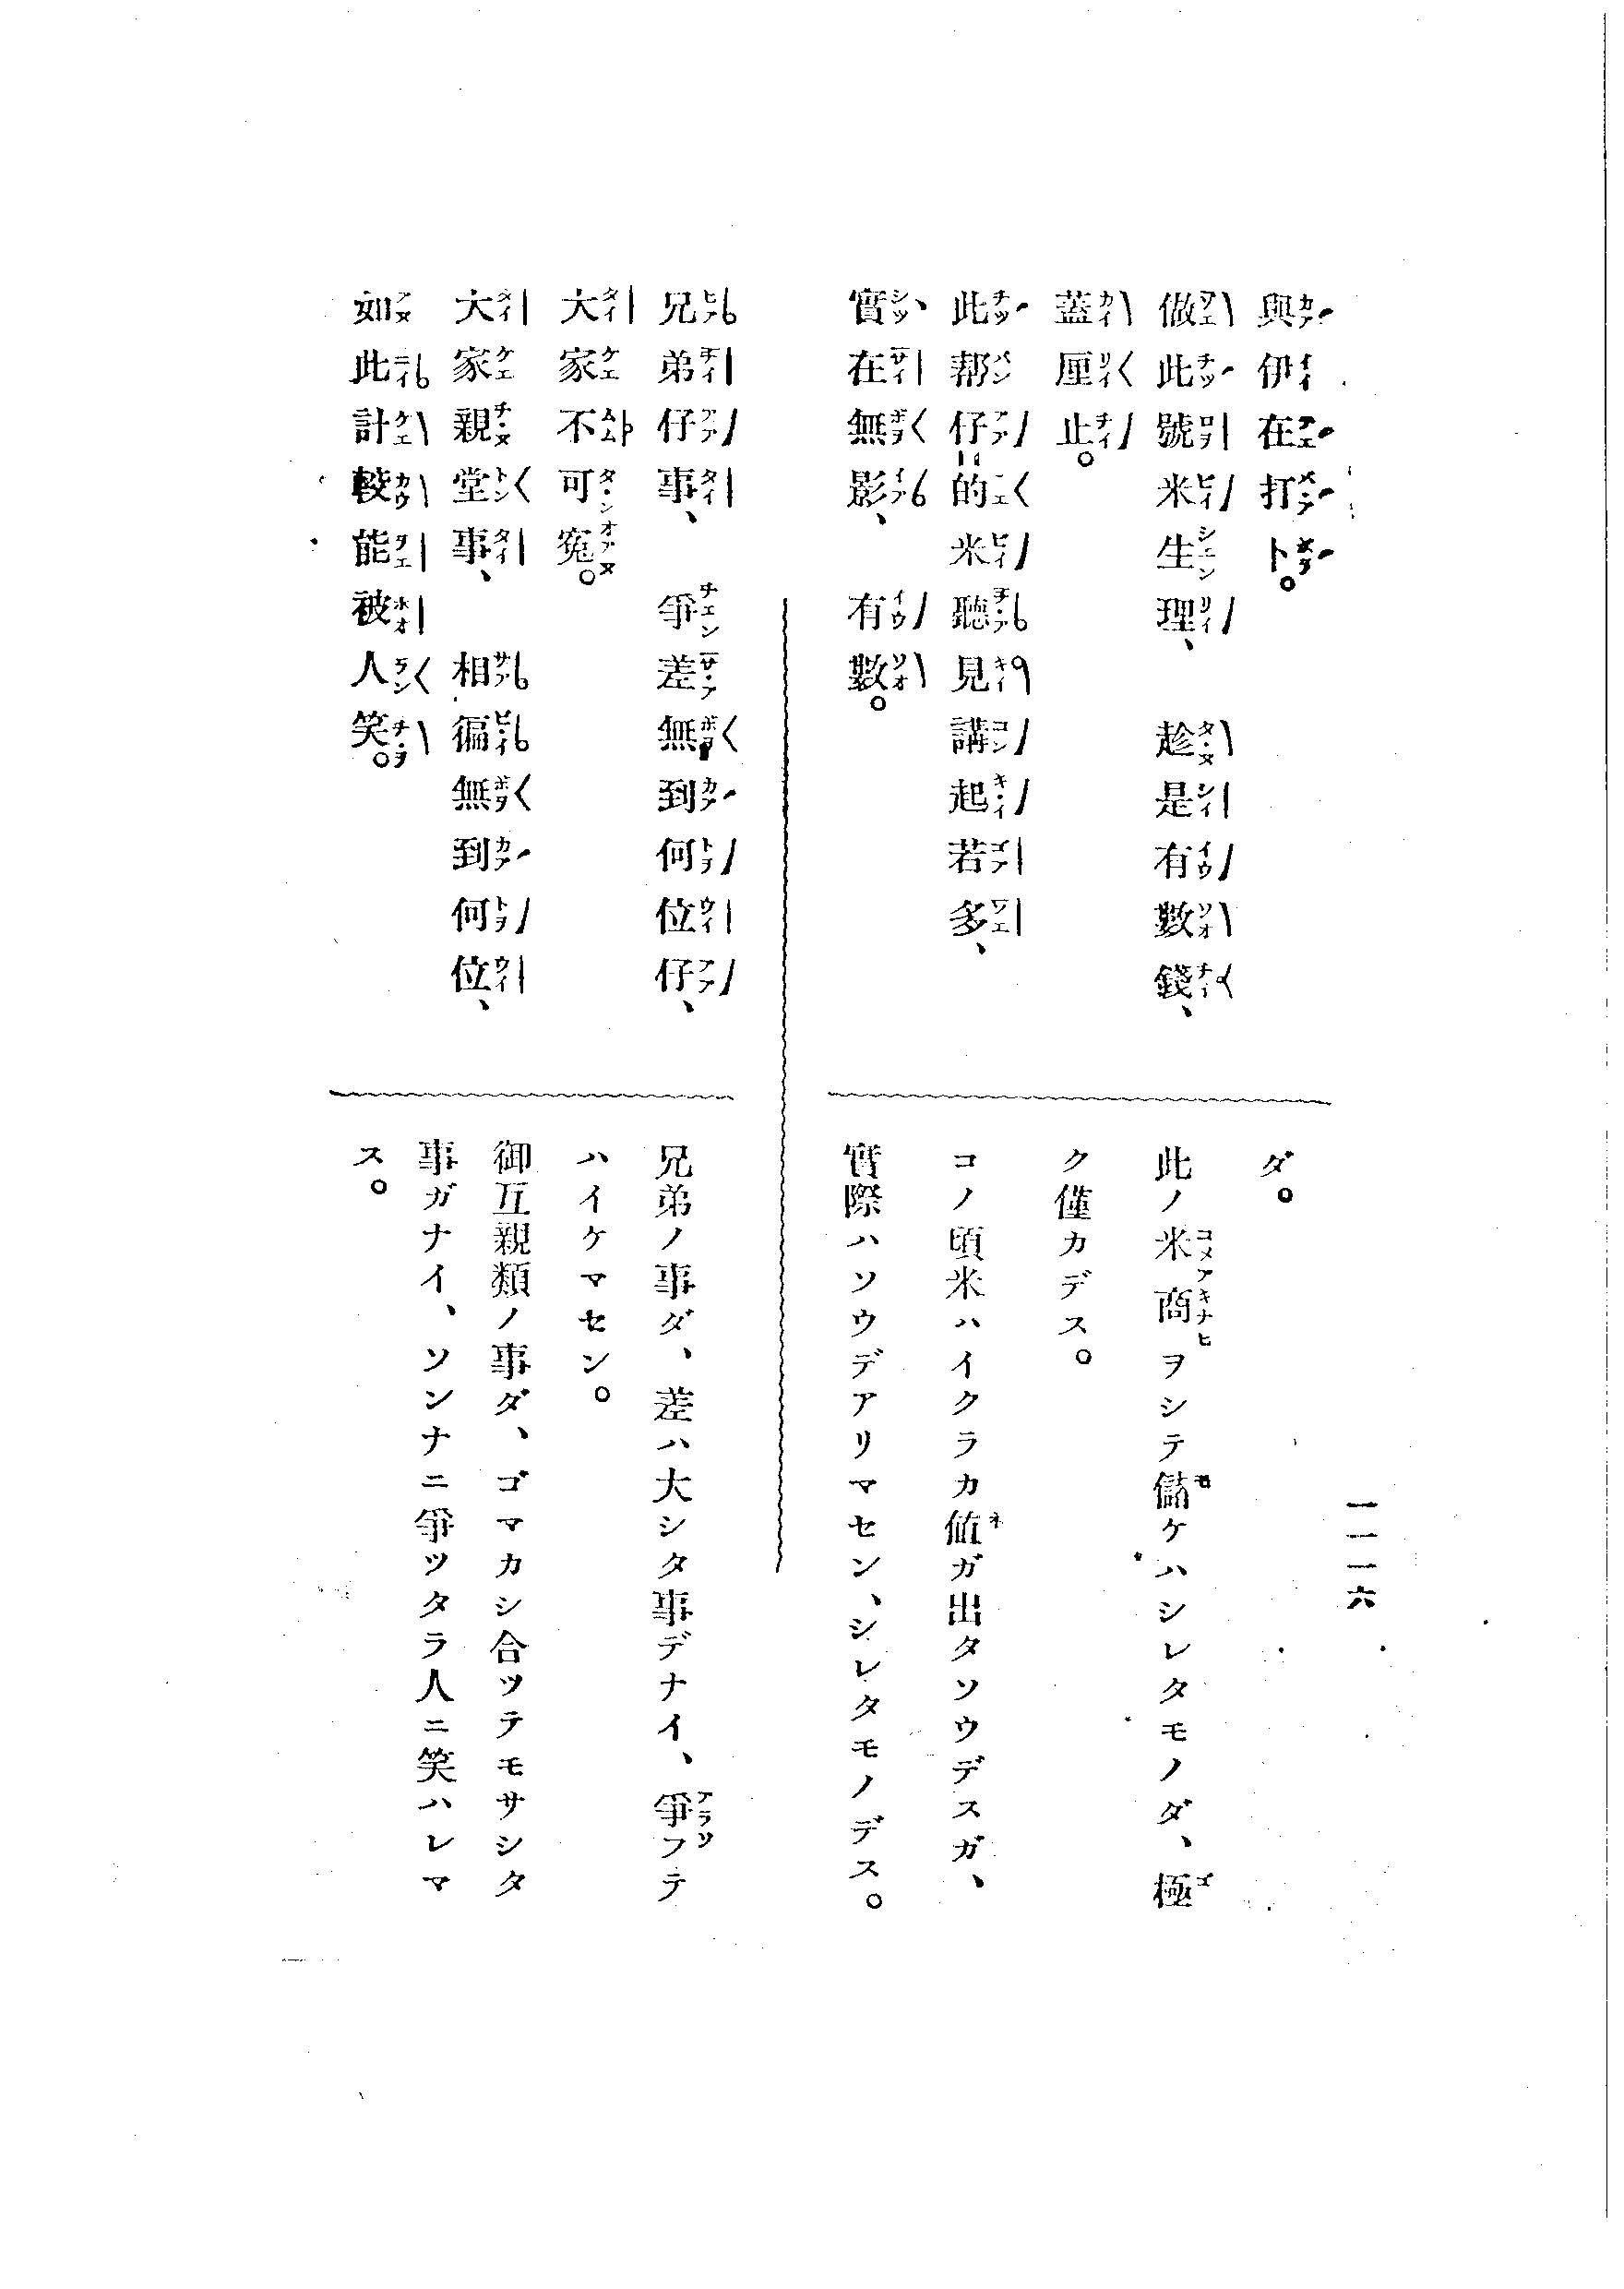 一一一六
與伊在打卜。
做此號米生理、趁是有數錢、
蓋厘止。
此帮仔的米聽見講起若多、
實在無影、有數。
ダ。
此ノ米商ヲシテ儲ケハシレタモノダ、極
ク僅カデス。
コノ頃米ハイクラカ値ガ出タソウデスガ、
實際ハソウデアリマセン、シレタモノデス。
兄弟仔事、爭差無到何位仔、
大家不可寃。
大家親堂事、相徧無到何位、
如此計較能被人笑。
兄弟ノ事ダ、差ハ大シタ事デナイ、爭フテ
ハイケマセン。
御互親類ノ事ダ、ゴマカシ合ツテモサシタ
事ガナイ、ソンナニ爭ツタラ人ニ笑ハレマ
ス。